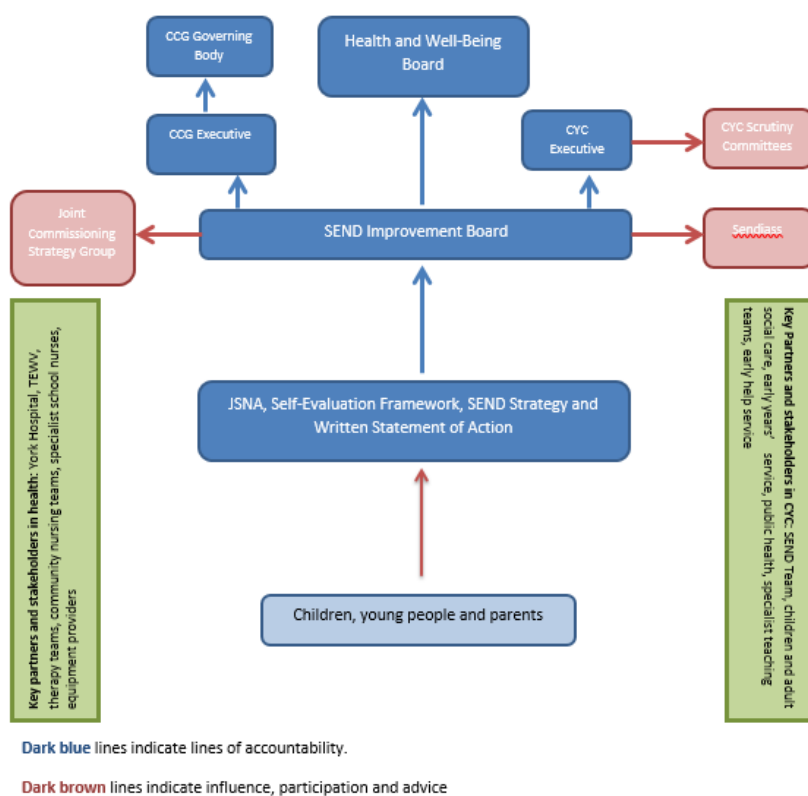 CCG Governing
Body
Health and Well-Being
Board
CCG Executive
CYC
Executive
CYC Scrutiny
Committees
Joint
Commissioning
Strategy Group
SEND Improvement Board
Sendiass
Key partners and stakeholders in health: York Hospital, TEWV,
therapy teams, community nursing teams, specialist school nurses,
equipment providers
Key Partners and stakeholders in CYC: SEND Team, children and adult
social care, early years' service, public health, specialist teaching
teams, early help service
JSNA, Self-Evaluation Framework, SEND Strategy and
Written Statement of Action
Children, young people and parents
Dark blue lines indicate lines of accountability.
Dark brown lines indicate influence, participation and advice